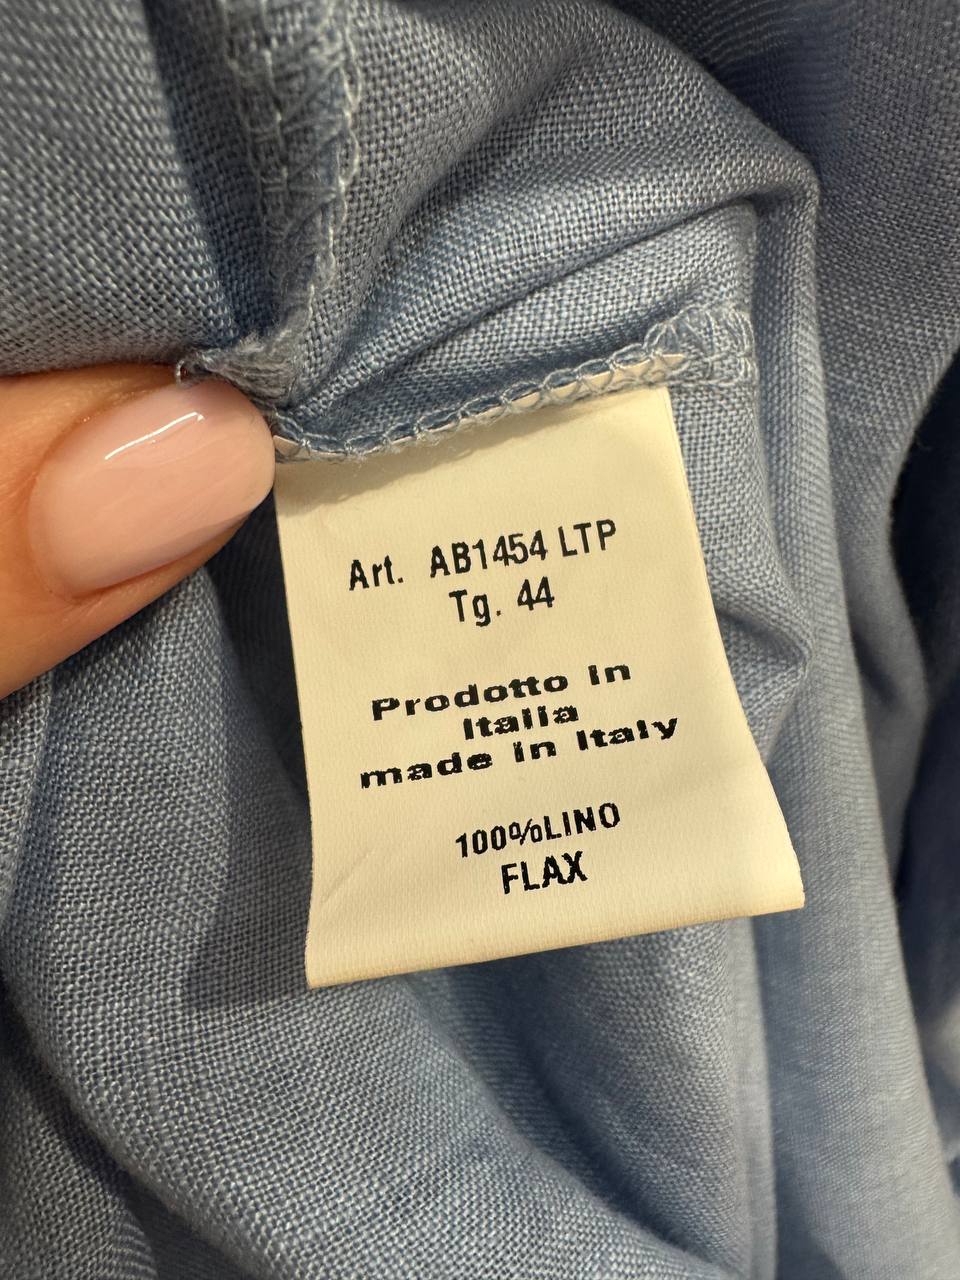 Art. AB1454 LTP
Tg. 44
Prodotto in
Italia
made in Italy
100%LINO
FLAX